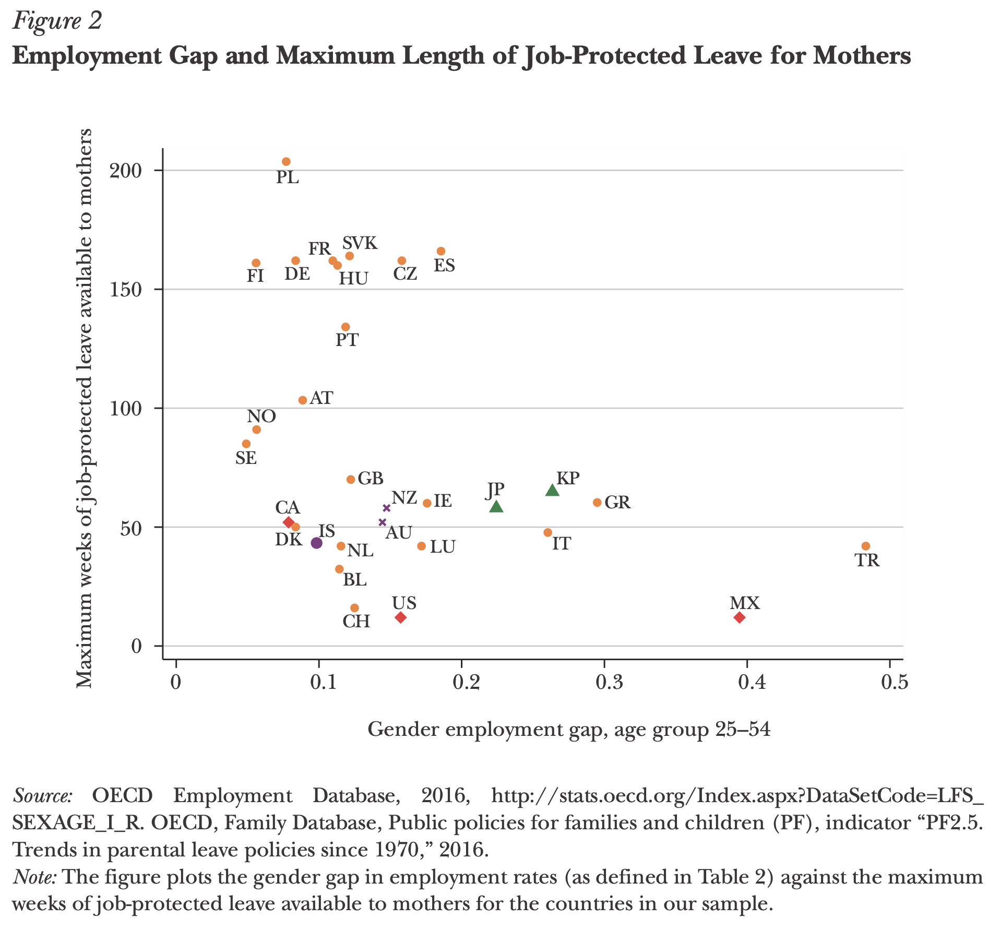 Figure 2
Employment Gap and Maximum Length of Job-Protected Leave for Mothers
Maximum weeks of job-protected leave available to mothers
200
PL
SVK
FR
ES
FI
DE
HU
CZ
150
PT
AT
100
NO
SE
GB
KP
JP
NZ
IE
GR
CA
50
IS
AU
DK
IT
NL
LU
TR
BL
US
MX
CH
0
0 0.1 0.2 0.3 0.4 0.5
Gender employment gap, age group 25–54
Source: OECD Employment Database, 2016, http://stats.oecd.org/Index.aspx?DataSetCode=LFS_
SEXAGE_I_R. OECD, Family Database, Public policies for families and children (PF), indicator “PF2.5.
Trends in parental leave policies since 1970,” 2016.
Note: The figure plots the gender gap in employment rates (as defined in Table 2) against the maximum
weeks of job-protected leave available to mothers for the countries in our sample.